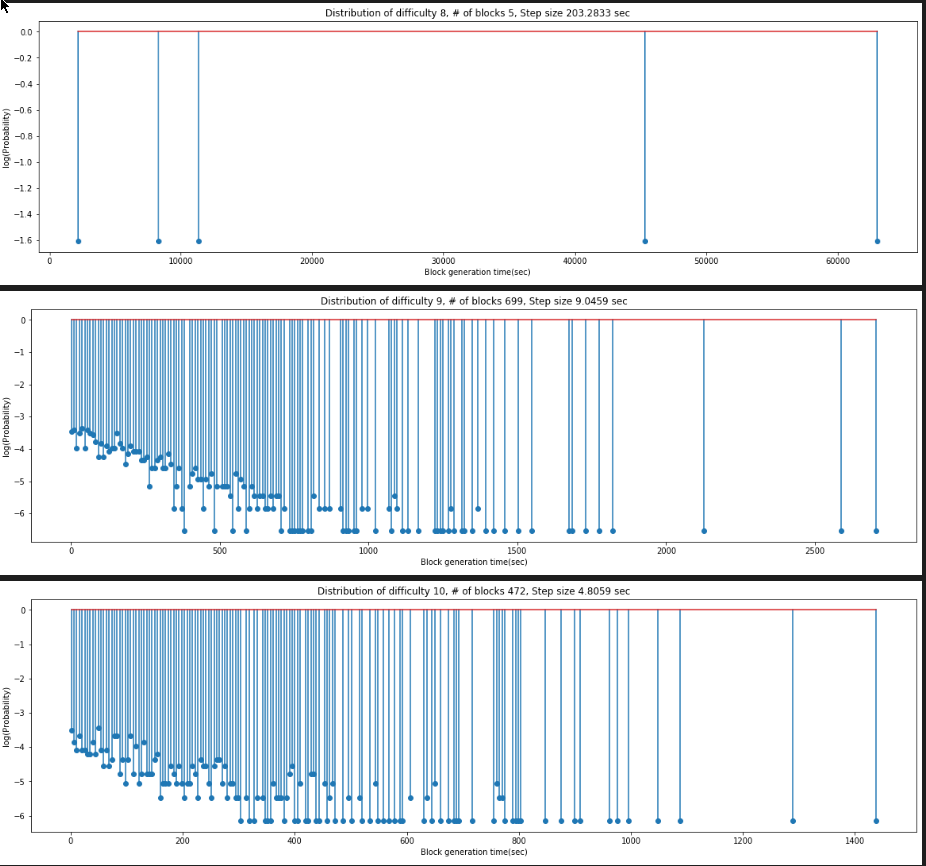 Distribution of difficulty 8, # of blocks 5, Step size 203.2833 sec
0.0
−0.2
−0.4
−0.6
−0.8
−1.0
−1.2
−1.4
−1.6
log(Probability)
0 10000 20000 30000 40000 50000 60000
Block generation time(sec)
Distribution of difficulty 9, # of blocks 699, Step size 9.0459 sec
0
−1
−2
−3
−4
−5
−6
log(Probability)
0 500 1000 1500 2000 2500
Block generation time(sec)
Distribution of difficulty 10, # of blocks 472, Step size 4.8059 sec
0
−1
−2
−3
−4
−5
−6
log(Probability)
0 200 400 600 800 1000 1200 1400
Block generation time(sec)